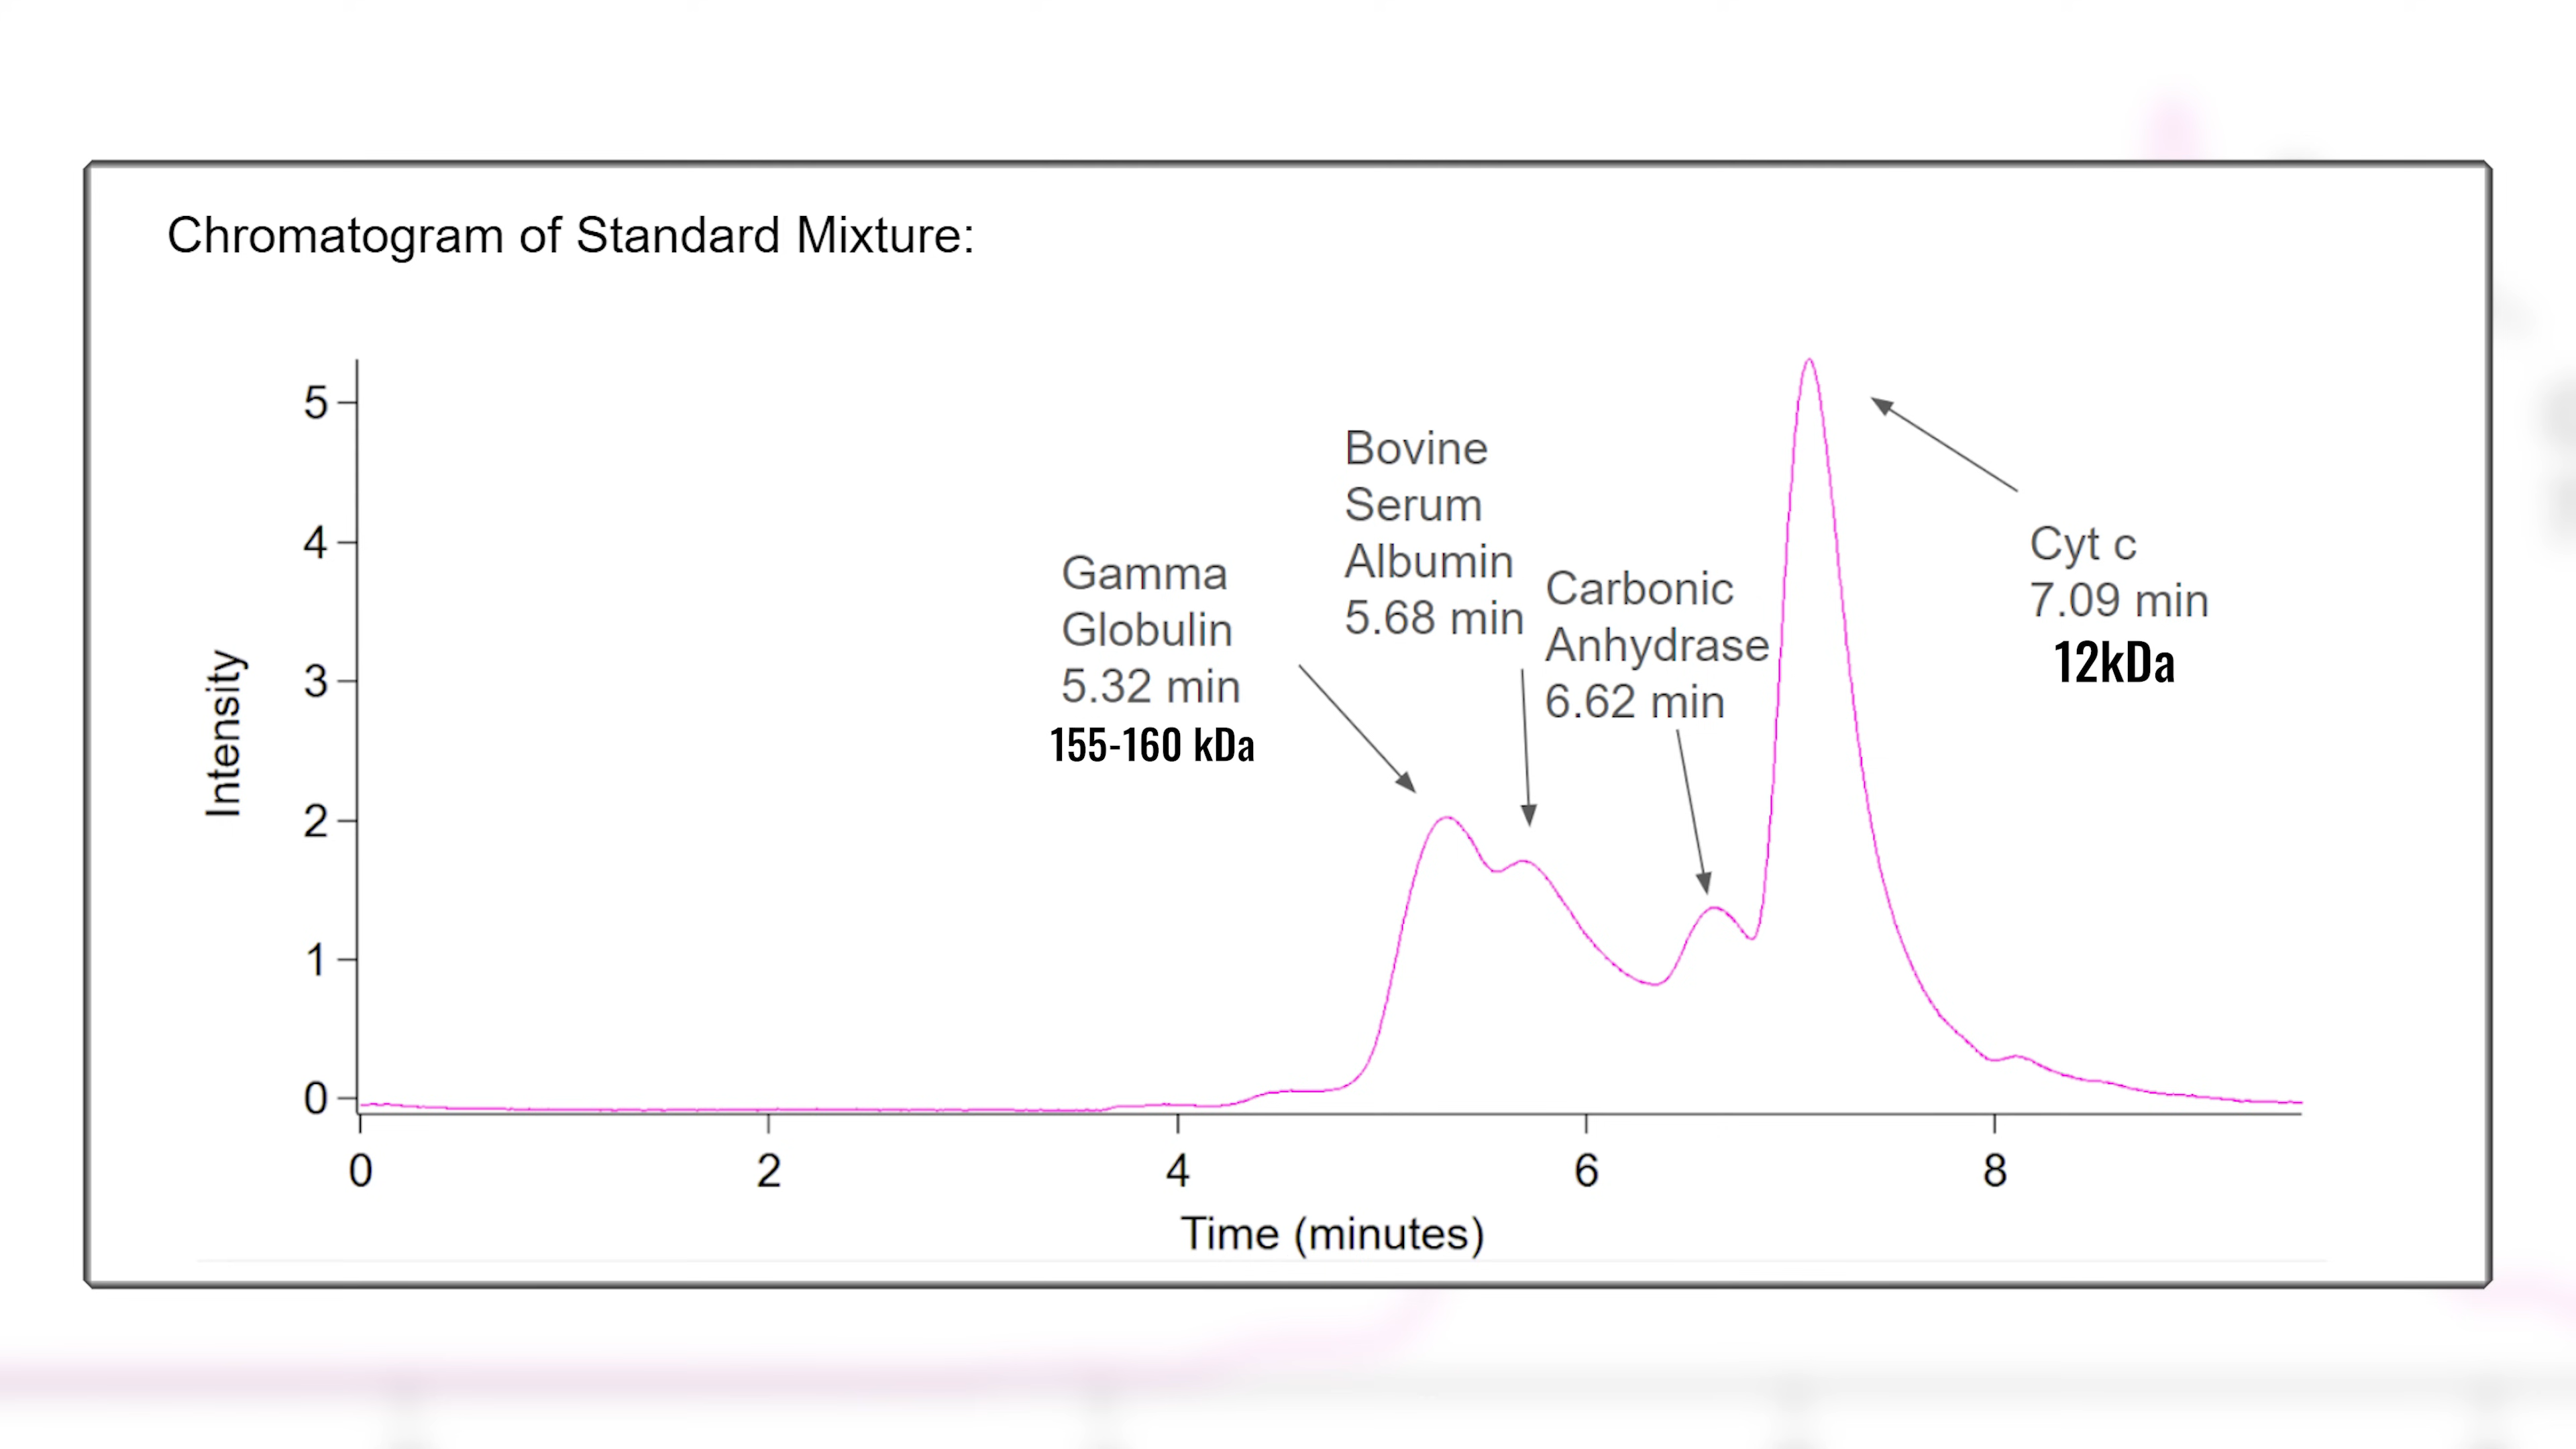 Chromatogram of Standard Mixture:
Intensity
5
4
3
2
1
0
Gamma
Globulin
5.32 min
155-160 kDa
Bovine
Serum
Albumin
5.68 min
Carbonic
Anhydrase
6.62 min
Cyt c
7.09 min
12kDa
0 2 4 6 8
Time (minutes)